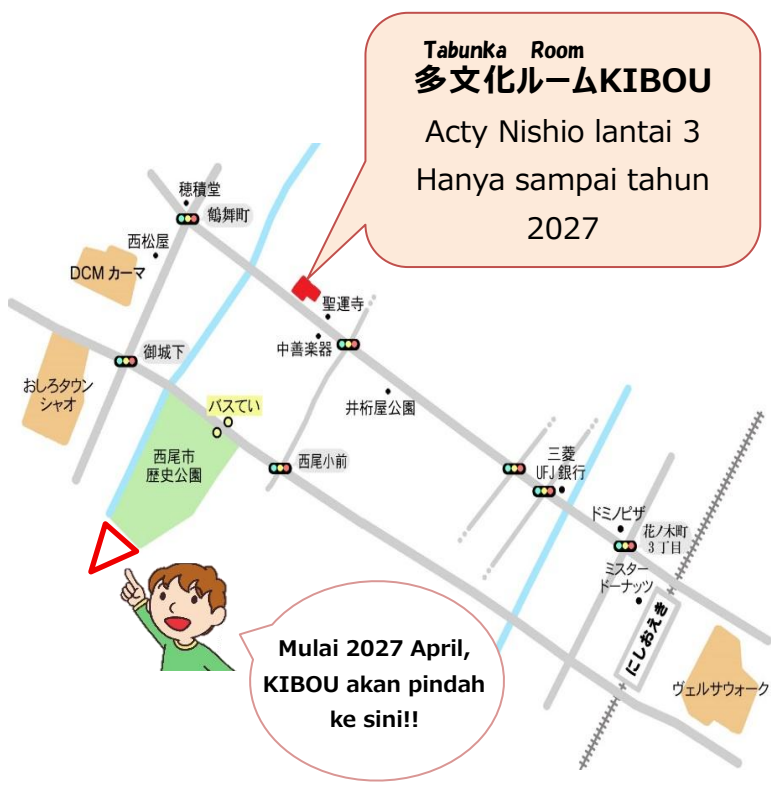 Tabunka Room
多文化ルームKIBOU
Acty Nishio lantai 3
Hanya sampai tahun
2027
穂積堂
鶴舞町
西松屋
DCM カーマ
聖運寺
中善楽器
御城下
おしろタウン
シャオ
バスてい
井桁屋公園
西尾市
歴史公園
西尾小前
三菱
UFJ 銀行
ドミノピザ
花ノ木町
3丁目
ミスター
ドーナッツ
にしおえき
ヴェルサウォーク
Mulai 2027 April,
KIBOU akan pindah
ke sini!!